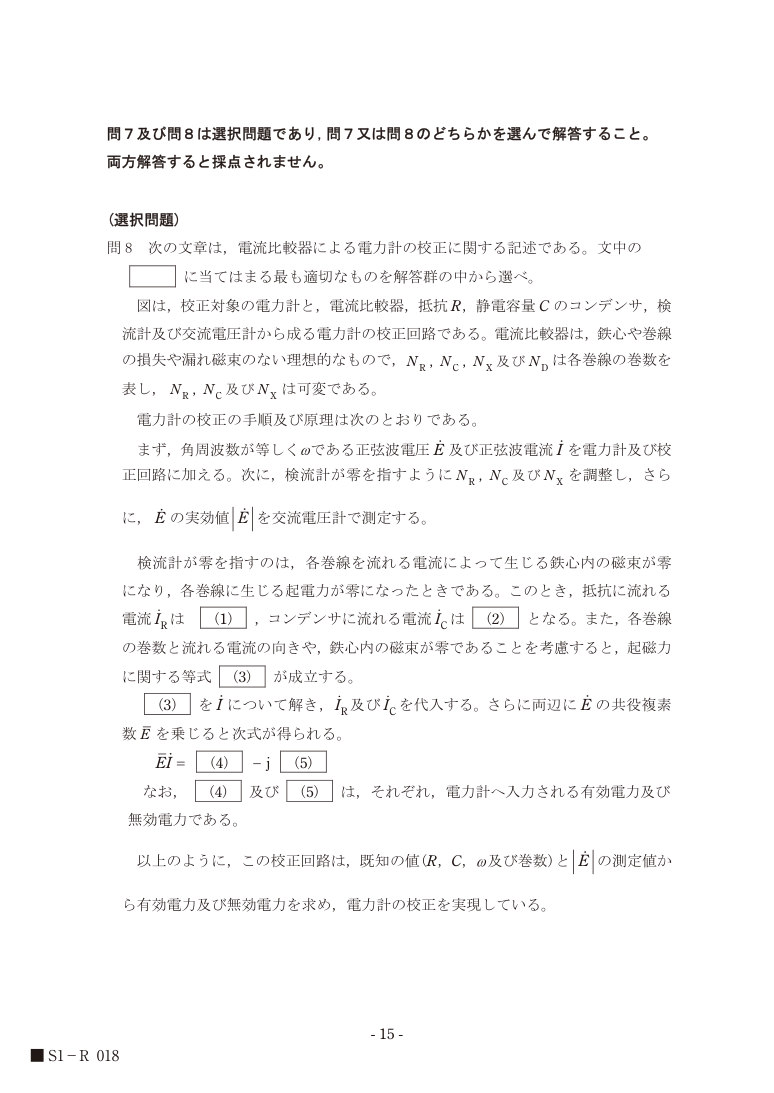 問7及び問8は選択問題であり，問7又は問8のどちらかを選んで解答すること。
両方解答すると採点されません。
(選択問題)
問8　次の文章は，電流比較器による電力計の校正に関する記述である。文中の
に当てはまる最も適切なものを解答群の中から選べ。
図は，校正対象の電力計と，電流比較器，抵抗 R，静電容量 C のコンデンサ，検
流計及び交流電圧計から成る電力計の校正回路である。電流比較器は，鉄心や巻線
の損失や漏れ磁束のない理想的なもので，N_R，N_C，N_X 及び N_D は各巻線の巻数を
表し，N_R，N_C 及び N_X は可変である。
電力計の校正の手順及び原理は次のとおりである。
まず，角周波数が等しくωである正弦波電圧 Ė 及び正弦波電流 İ を電力計及び校
正回路に加える。次に，検流計が零を指すように N_R，N_C 及び N_X を調整し，さら
に，Ė の実効値|Ė|を交流電圧計で測定する。
検流計が零を指すのは，各巻線を流れる電流によって生じる鉄心内の磁束が零
になり，各巻線に生じる起電力が零になったときである。このとき，抵抗に流れる
電流 İ_R は (1) ，コンデンサに流れる電流 İ_C は (2) となる。また，各巻線
の巻数と流れる電流の向きや，鉄心内の磁束が零であることを考慮すると，起磁力
に関する等式 (3) が成立する。
(3) を İ について解き，İ_R 及び İ_C を代入する。さらに両辺に Ė の共役複素
数 E̅ を乗じると次式が得られる。
E̅İ = (4) − j (5)
なお， (4) 及び (5) は，それぞれ，電力計へ入力される有効電力及び
無効電力である。
以上のように，この校正回路は，既知の値(R，C，ω及び巻数)と|Ė|の測定値か
ら有効電力及び無効電力を求め，電力計の校正を実現している。
- 15 -
■S1−R 018